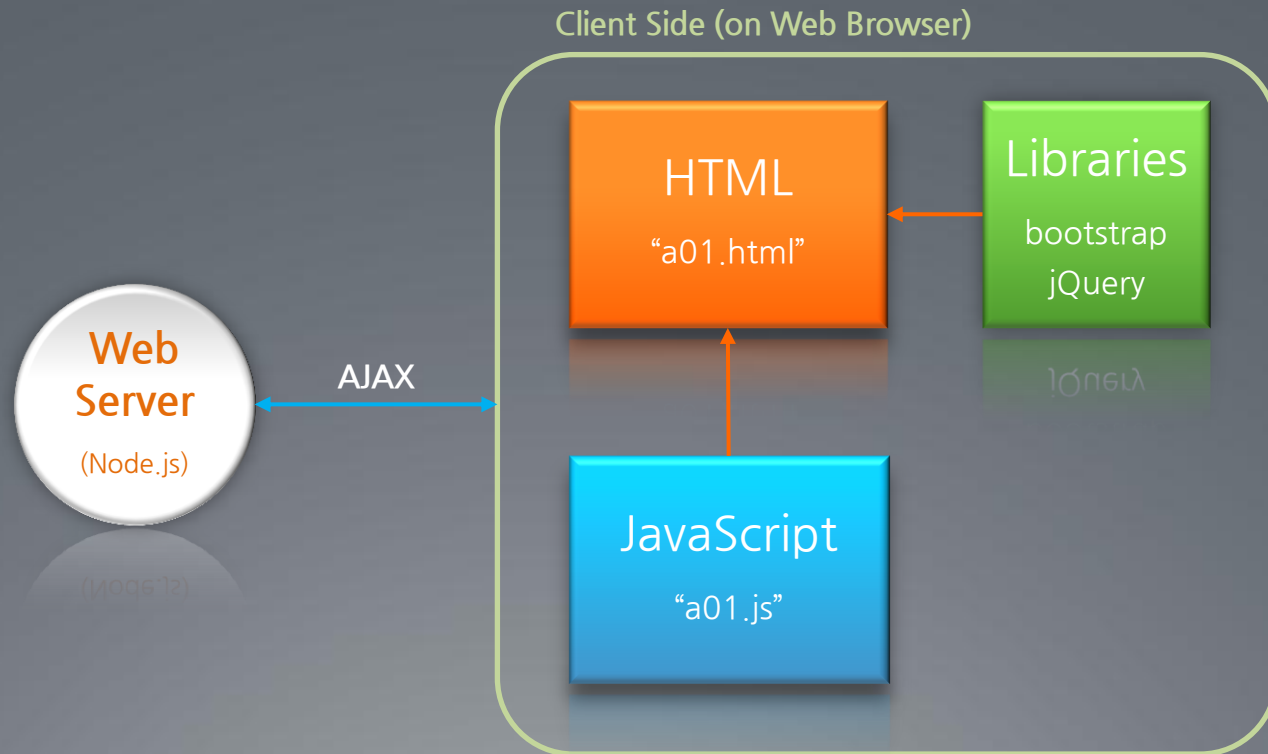 Client Side (on Web Browser)
HTML
“a01.html”
Libraries
bootstrap
jQuery
Web
Server
(Node.js)
AJAX
JavaScript
“a01.js”